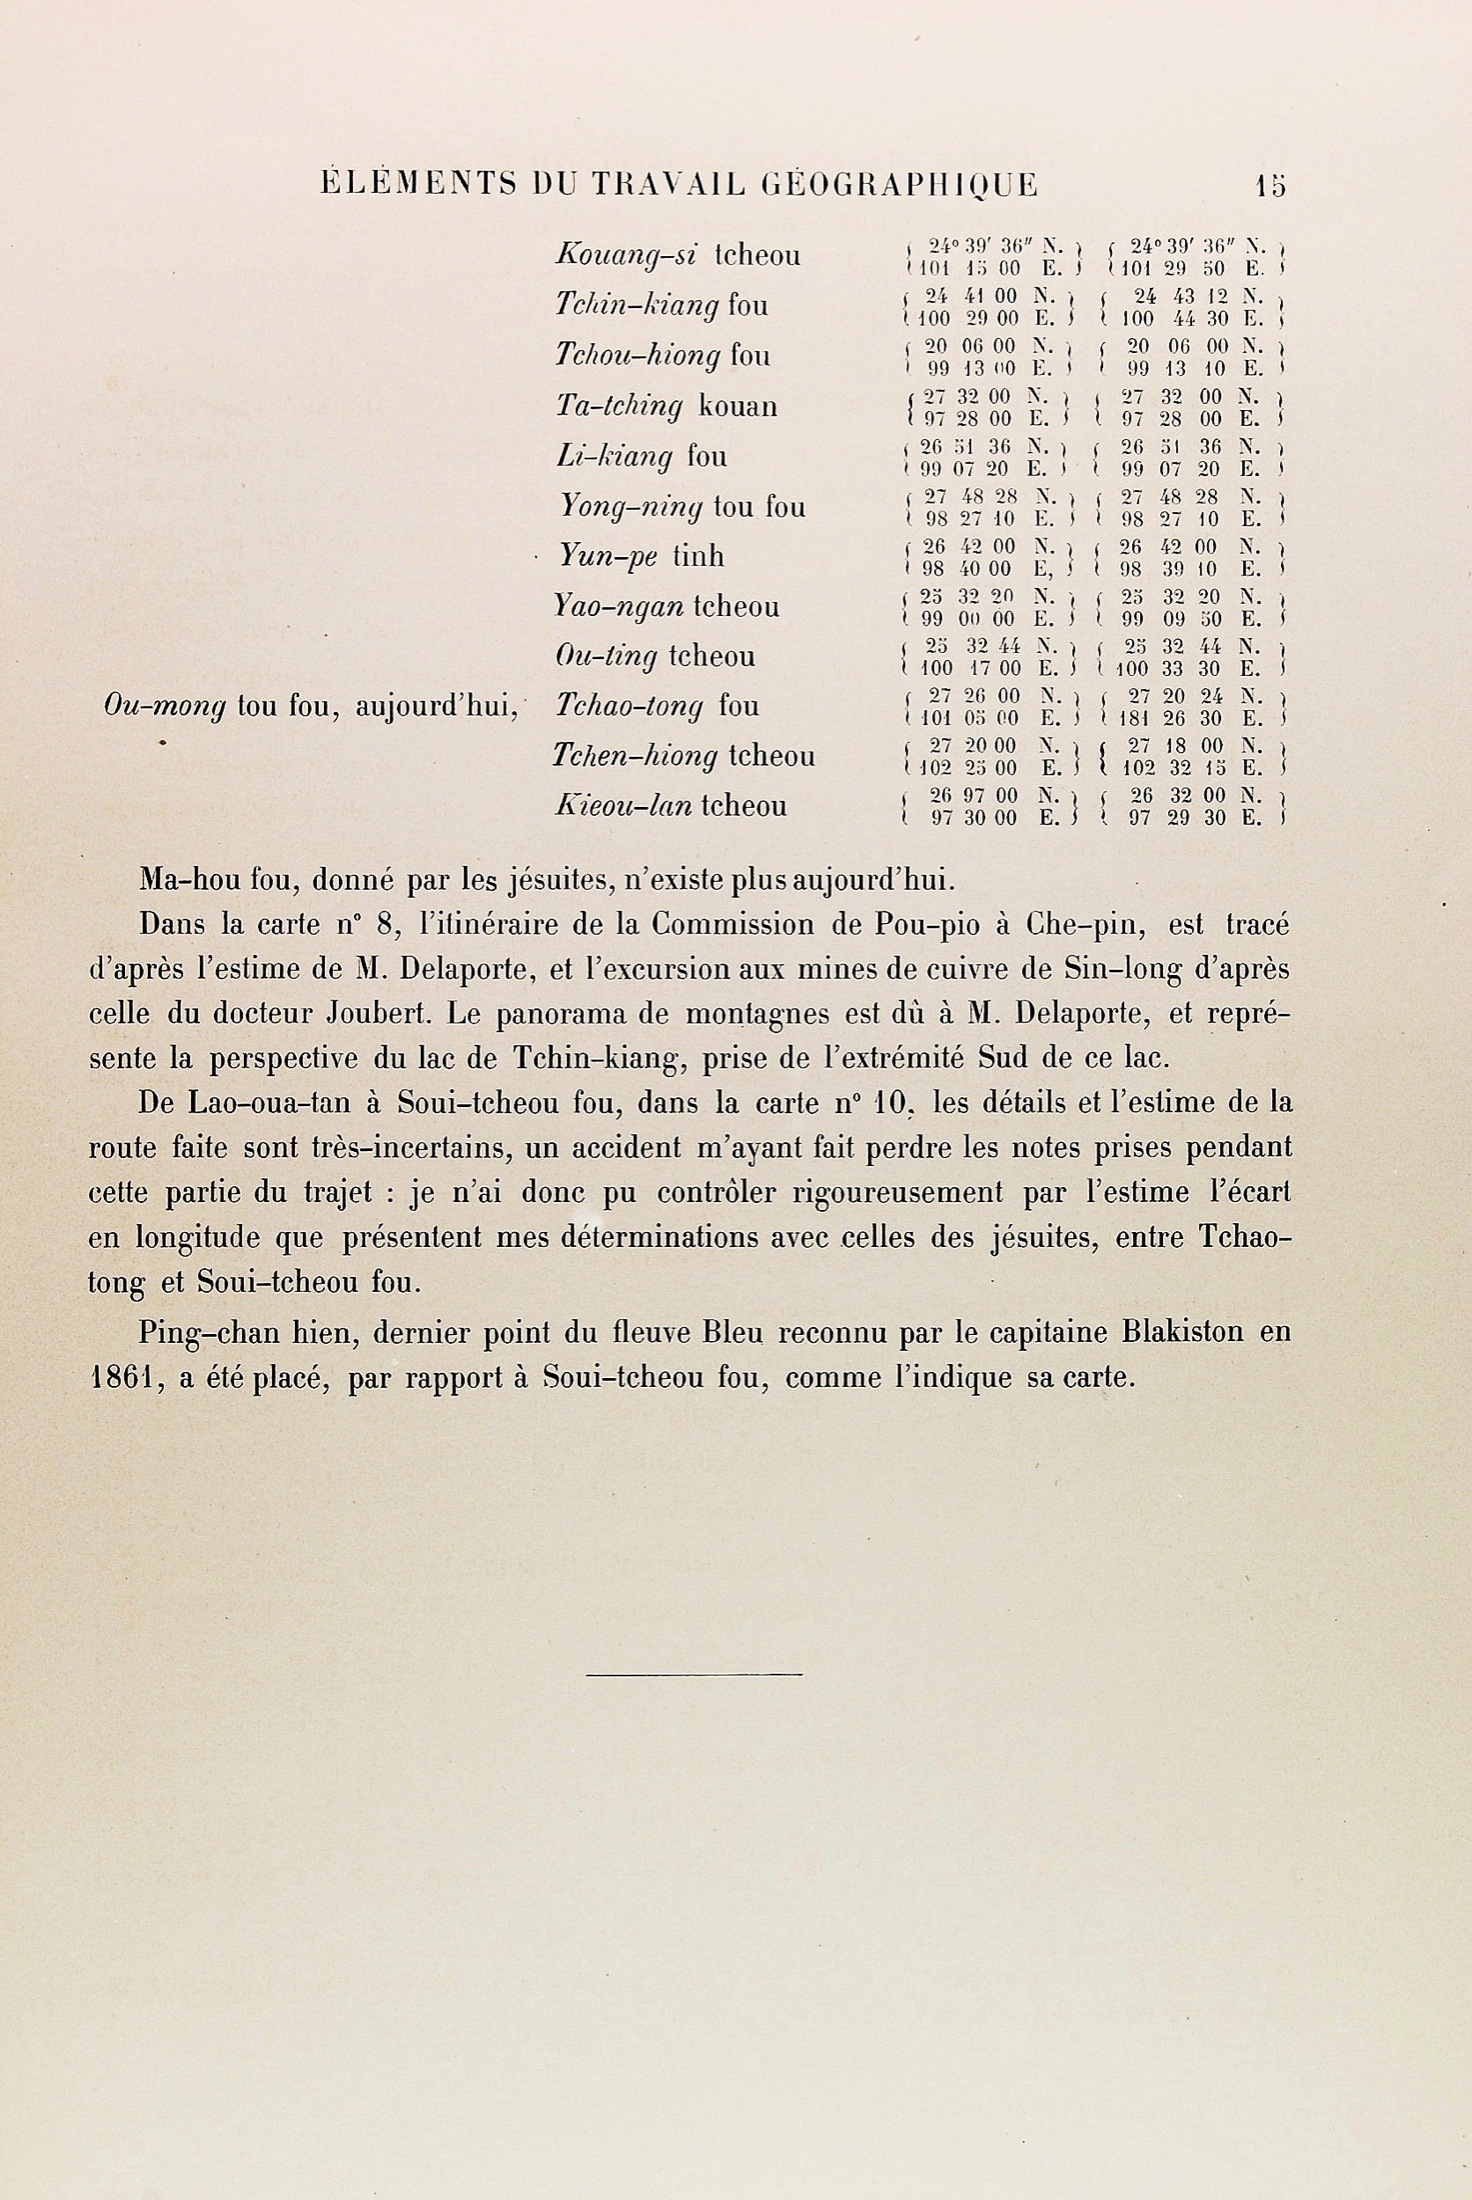 ÉLÉMENTS DU TRAVAIL GÉOGRAPHIQUE 15
Kouang-si tcheou { 24° 39′ 36″ N. } { 24° 39′ 36″ N. }
{ 101 15 00 E. } { 101 29 50 E. }
Tchin-kiang fou { 24 41 00 N. } { 24 43 12 N. }
{ 100 29 00 E. } { 100 44 30 E. }
Tchou-hiong fou { 20 06 00 N. } { 20 06 00 N. }
{ 99 13 00 E. } { 99 13 10 E. }
Ta-tching kouan { 27 32 00 N. } { 27 32 00 N. }
{ 97 28 00 E. } { 97 28 00 E. }
Li-kiang fou { 26 51 36 N. } { 26 51 36 N. }
{ 99 07 20 E. } { 99 07 20 E. }
Yong-ning tou fou { 27 48 28 N. } { 27 48 28 N. }
{ 98 27 10 E. } { 98 27 10 E. }
Yun-pe tinh { 26 42 00 N. } { 26 42 00 N. }
{ 98 40 00 E, } { 98 39 10 E. }
Yao-ngan tcheou { 25 32 20 N. } { 25 32 20 N. }
{ 99 00 00 E. } { 99 09 50 E. }
Ou-ting tcheou { 25 32 44 N. } { 25 32 44 N. }
{ 100 17 00 E. } { 100 33 30 E. }
Ou-mong tou fou, aujourd'hui, Tchao-tong fou { 27 26 00 N. } { 27 20 24 N. }
{ 101 05 00 E. } { 181 26 30 E. }
Tchen-hiong tcheou { 27 20 00 N. } { 27 18 00 N. }
{ 102 25 00 E. } { 102 32 15 E. }
Kieou-lan tcheou { 26 97 00 N. } { 26 32 00 N. }
{ 97 30 00 E. } { 97 29 30 E. }
Ma-hou fou, donné par les jésuites, n'existe plus aujourd'hui.
Dans la carte n° 8, l'itinéraire de la Commission de Pou-pio à Che-pin, est tracé
d'après l'estime de M. Delaporte, et l'excursion aux mines de cuivre de Sin-long d'après
celle du docteur Joubert. Le panorama de montagnes est dû à M. Delaporte, et repré-
sente la perspective du lac de Tchin-kiang, prise de l'extrémité Sud de ce lac.
De Lao-oua-tan à Soui-tcheou fou, dans la carte n° 10, les détails et l'estime de la
route faite sont très-incertains, un accident m'ayant fait perdre les notes prises pendant
cette partie du trajet : je n'ai donc pu contrôler rigoureusement par l'estime l'écart
en longitude que présentent mes déterminations avec celles des jésuites, entre Tchao-
tong et Soui-tcheou fou.
Ping-chan hien, dernier point du fleuve Bleu reconnu par le capitaine Blakiston en
1861, a été placé, par rapport à Soui-tcheou fou, comme l'indique sa carte.